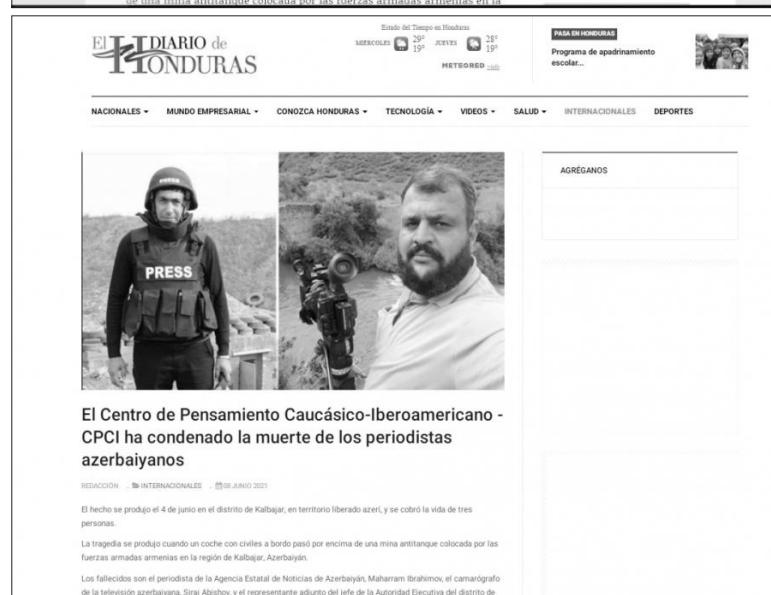 de una mina antitanque colocada por las fuerzas armadas armenias en la
El DIARIO de
HONDURAS
Estado del Tiempo en Honduras
MIÉRCOLES 29° 19° JUEVES 28° 19°
METEORED +info
PASA EN HONDURAS
Programa de apadrinamiento
escolar...
NACIONALES MUNDO EMPRESARIAL CONOZCA HONDURAS TECNOLOGÍA VIDEOS SALUD INTERNACIONALES DEPORTES
PRESS
AGRÉGANOS
El Centro de Pensamiento Caucásico-Iberoamericano -
CPCI ha condenado la muerte de los periodistas
azerbaiyanos
REDACCIÓN . INTERNACIONALES . 08 JUNIO 2021
El hecho se produjo el 4 de junio en el distrito de Kalbajar, en territorio liberado azerí, y se cobró la vida de tres
personas.
La tragedia se produjo cuando un coche con civiles a bordo pasó por encima de una mina antitanque colocada por las
fuerzas armadas armenias en la región de Kalbajar, Azerbaiyán.
Los fallecidos son el periodista de la Agencia Estatal de Noticias de Azerbaiyán, Maharram Ibrahimov, el camarógrafo
de la televisión azerbaiyana, Siraj Abishov, y el representante adjunto del jefe de la Autoridad Ejecutiva del distrito de